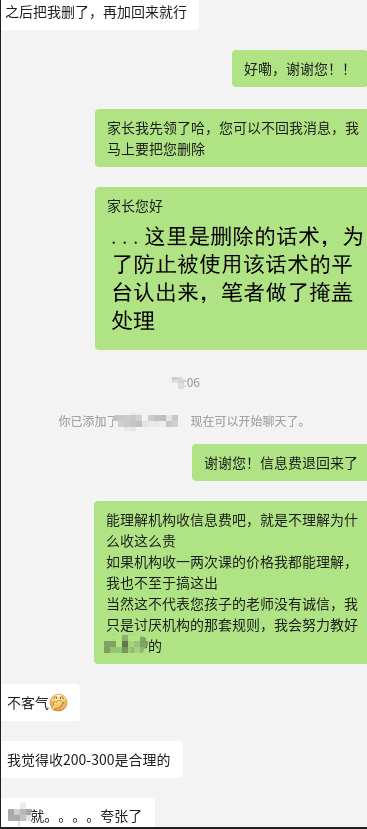 之后把我删了，再加回来就行
好嘞，谢谢您！！
家长我先领了哈，您可以不回我消息，我
马上要把您删除
家长您好
...这里是删除的话术，为
了防止被使用该话术的平
台认出来，笔者做了掩盖
处理
:06
你已添加了 现在可以开始聊天了。
谢谢您！信息费退回来了
能理解机构收信息费吧，就是不理解为什
么收这么贵
如果机构收一两次课的价格我都能理解，
我也不至于搞这出
当然这不代表您孩子的老师没有诚信，我
只是讨厌机构的那套规则，我会努力教好
的
不客气
我觉得收200-300是合理的
就。。。。夸张了